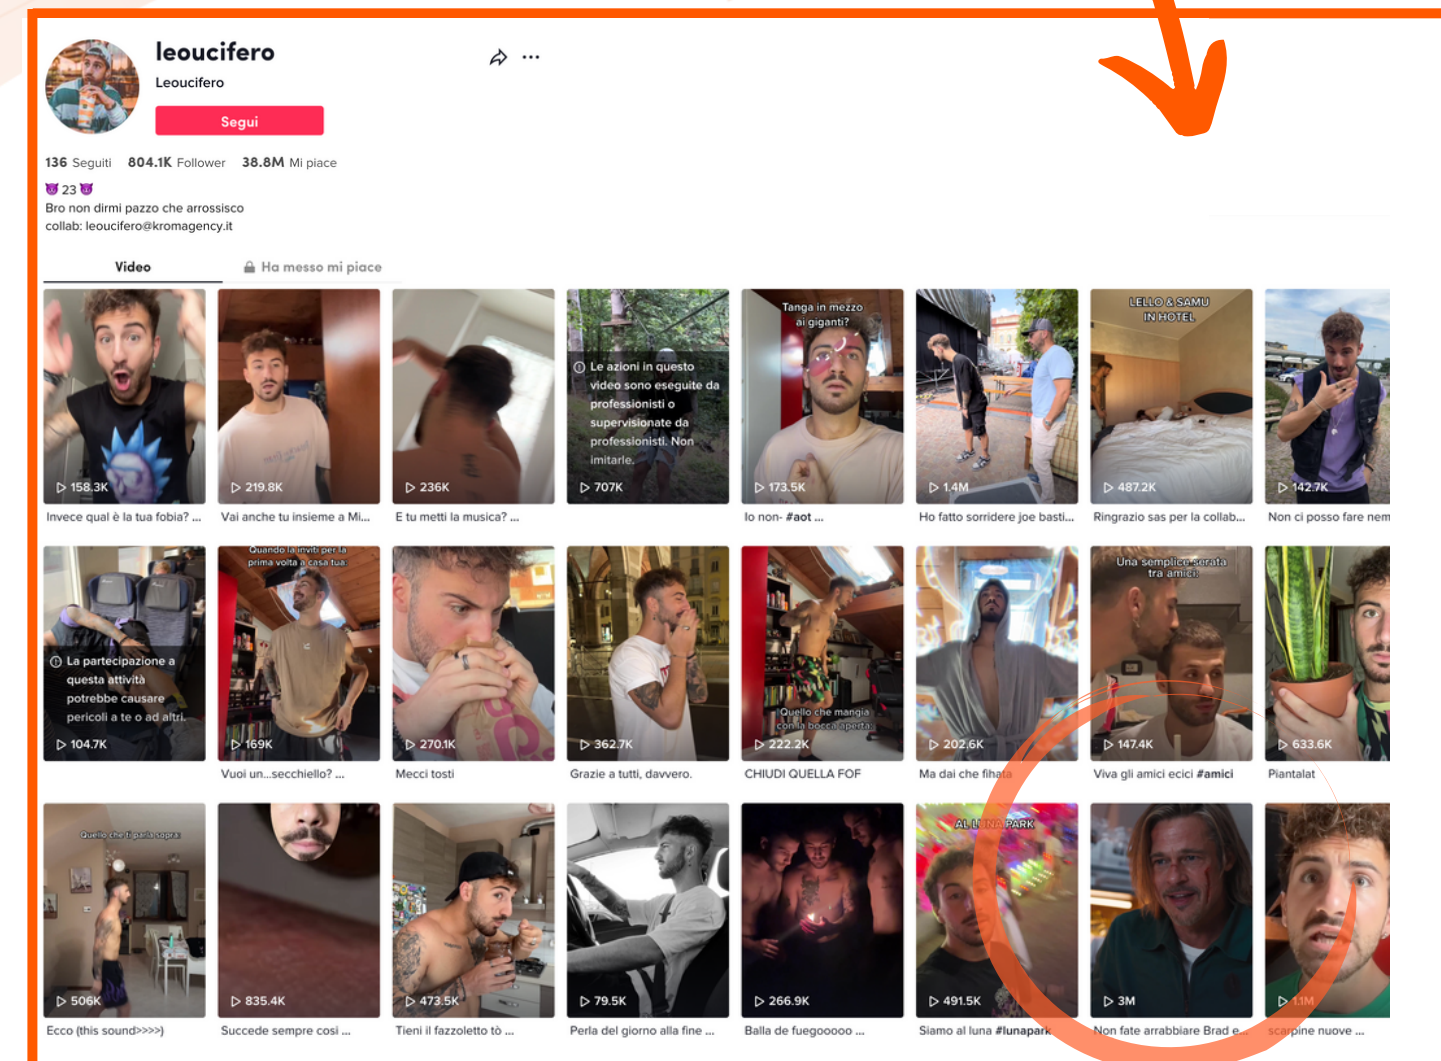 leoucifero
Leoucifero
Segui
136 Seguiti 804.1K Follower 38.8M Mi piace
😈 23 😈
Bro non dirmi pazzo che arrossisco
collab: leoucifero@kromagency.it
Video Ha messo mi piace
Le azioni in questo
video sono eseguite da
professionisti o
supervisionate da
professionisti. Non
imitarle.
Tanga in mezzo
ai giganti?
LELLO & SAMU
IN HOTEL
158.3K 219.8K 236K 707K 173.5K 1.4M 487.2K 142.7K
Invece qual è la tua fobia? ... Vai anche tu insieme a Mi... E tu metti la musica? ... Io non- #aot ... Ho fatto sorridere joe basti... Ringrazio sas per la collab... Non ci posso fare nem
La partecipazione a
questa attività
potrebbe causare
pericoli a te o ad altri.
Quando la inviti per la
prima volta a casa tua:
Quello che mangia
con la bocca aperta:
Una semplice serata
tra amici:
104.7K 169K 270.1K 362.7K 222.2K 202.6K 147.4K 633.6K
Vuoi un...secchiello? ... Mecci tosti Grazie a tutti, davvero. CHIUDI QUELLA FOF Ma dai che fihata Viva gli amici ecici #amici Piantalat
Quello che ti parla sopra:
AL LUNA PARK
506K 835.4K 473.5K 79.5K 266.9K 491.5K 3M 1.1M
Ecco (this sound>>>>) Succede sempre così ... Tieni il fazzoletto tò ... Perla del giorno alla fine ... Balla de fuegooooo ... Siamo al luna #lunapark Non fate arrabbiare Brad e... scarpine nuove ...